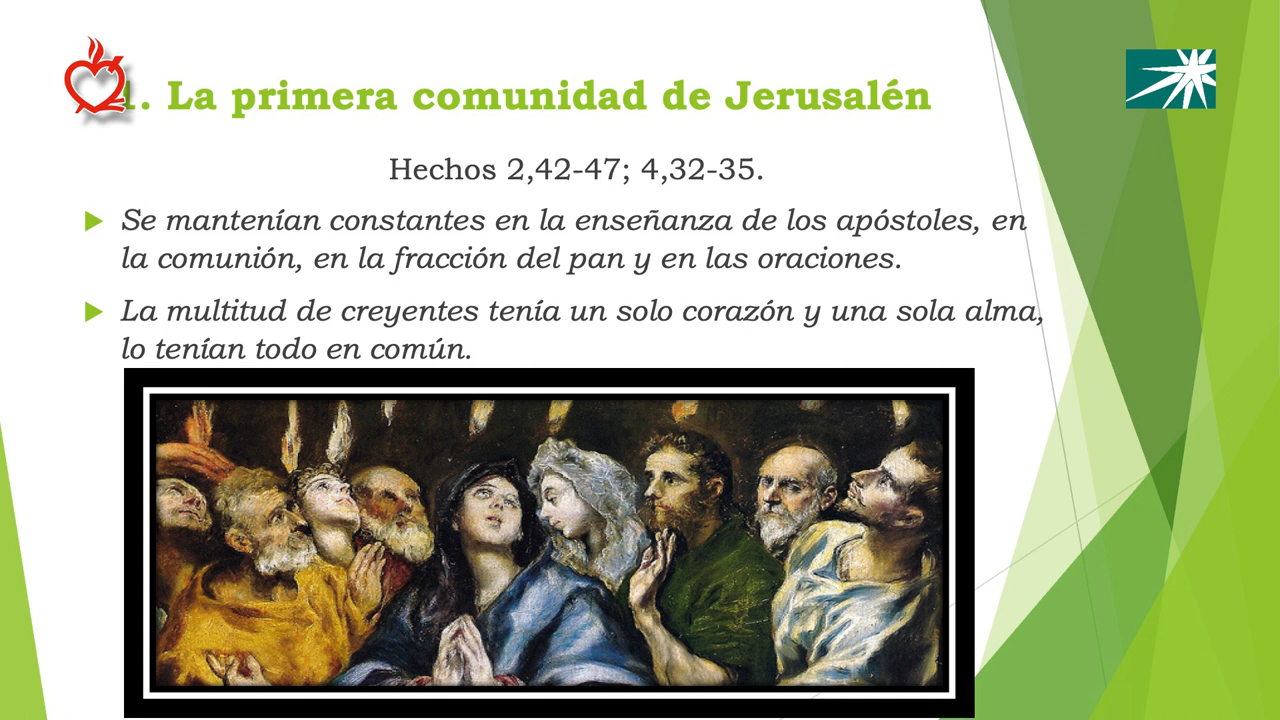 1. La primera comunidad de Jerusalén
Hechos 2,42-47; 4,32-35.
Se mantenían constantes en la enseñanza de los apóstoles, en
la comunión, en la fracción del pan y en las oraciones.
La multitud de creyentes tenía un solo corazón y una sola alma,
lo tenían todo en común.